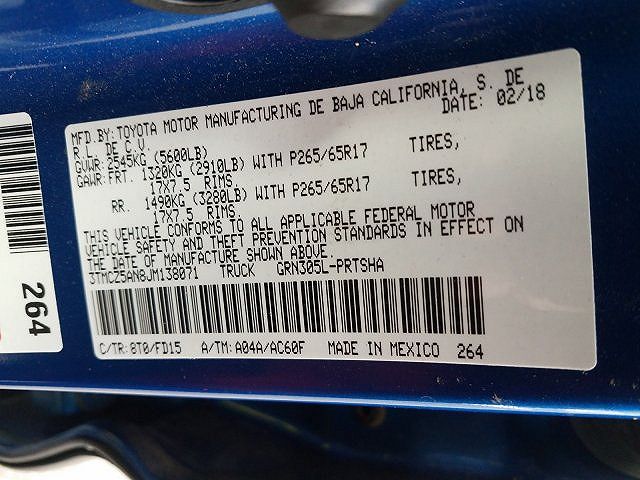 MFD.BY:TOYOTA MOTOR MANUFACTURING DE BAJA CALIFORNIA, S. DE
R.L. DE C.V. DATE: 02/18
GVWR:2545KG (5600LB)
GAWR:FRT. 1320KG (2910LB) WITH P265/65R17 TIRES,
17X7.5 RIMS,
RR. 1490KG (3280LB) WITH P265/65R17 TIRES,
17X7.5 RIMS,
THIS VEHICLE CONFORMS TO ALL APPLICABLE FEDERAL MOTOR
VEHICLE SAFETY AND THEFT PREVENTION STANDARDS IN EFFECT ON
THE DATE OF MANUFACTURE SHOWN ABOVE.
3TMCZ5AN8JM138071 TRUCK GRN305L-PRTSHA
C/TR:8T0/FD15 A/TM:A04A/AC60F MADE IN MEXICO 264
264